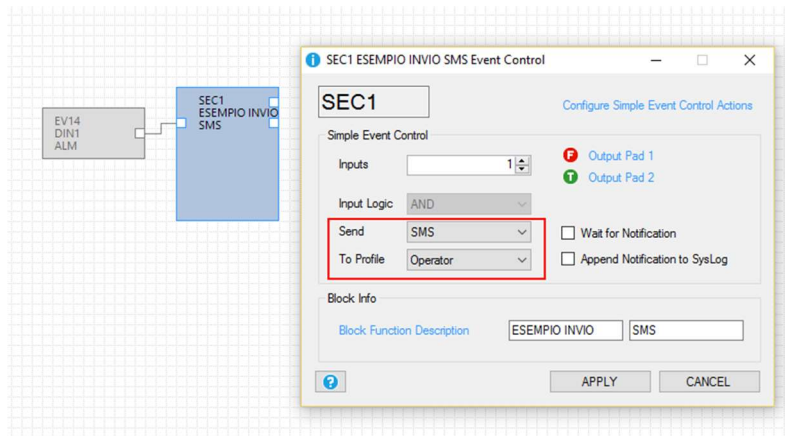 EV14
DIN1
ALM
SEC1
ESEMPIO INVIO
SMS
SEC1 ESEMPIO INVIO SMS Event Control
SEC1
Configure Simple Event Control Actions
Simple Event Control
Inputs 1
F Output Pad 1
T Output Pad 2
Input Logic AND
Send SMS
Wait for Notification
To Profile Operator
Append Notification to SysLog
Block Info
Block Function Description ESEMPIO INVIO SMS
APPLY CANCEL